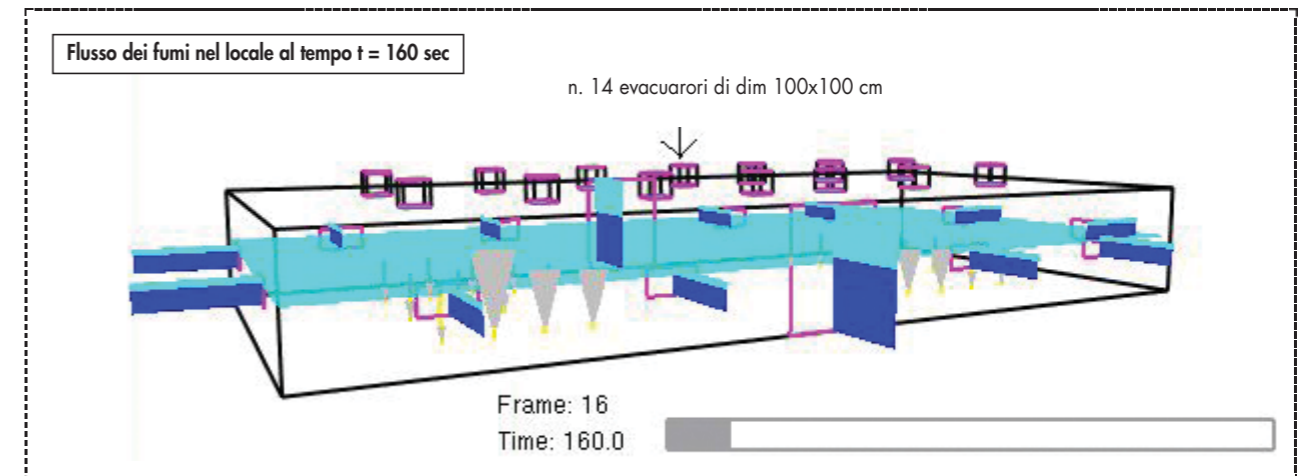 Flusso dei fumi nel locale al tempo t = 160 sec
n. 14 evacuarori di dim 100x100 cm
Frame: 16
Time: 160.0